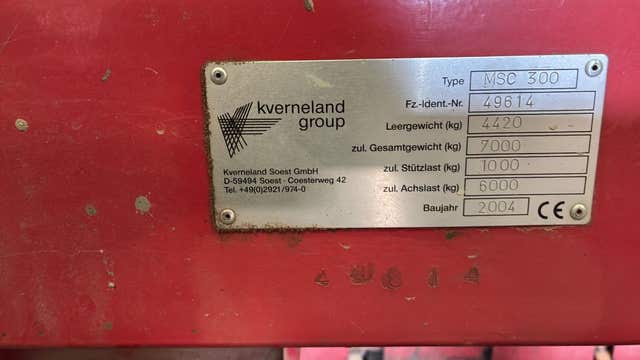 kverneland
group
Kverneland Soest GmbH
D-59494 Soest · Coesterweg 42
Tel. +49(0)2921/974-0
Type MSC 300
Fz.-Ident.-Nr. 49614
Leergewicht (kg) 4420
zul. Gesamtgewicht (kg) 7000
zul. Stützlast (kg) 1000
zul. Achslast (kg) 6000
Baujahr 2004 CE